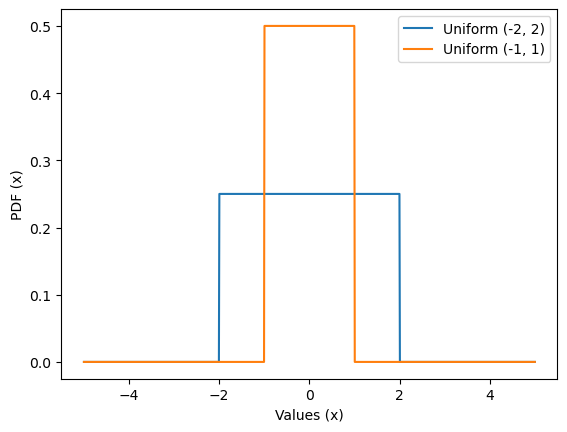 Uniform (-2, 2)
Uniform (-1, 1)
PDF (x)
0.5
0.4
0.3
0.2
0.1
0.0
−4
−2
0
2
4
Values (x)